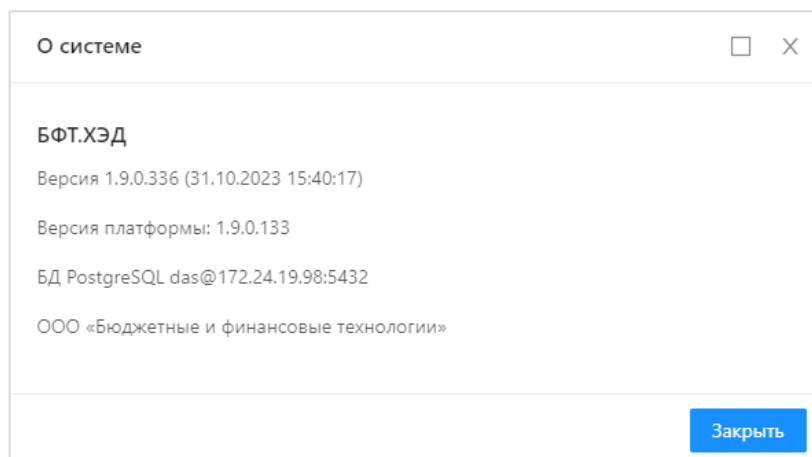 О системе
БФТ.ХЭД
Версия 1.9.0.336 (31.10.2023 15:40:17)
Версия платформы: 1.9.0.133
БД PostgreSQL das@172.24.19.98:5432
ООО «Бюджетные и финансовые технологии»
Закрыть